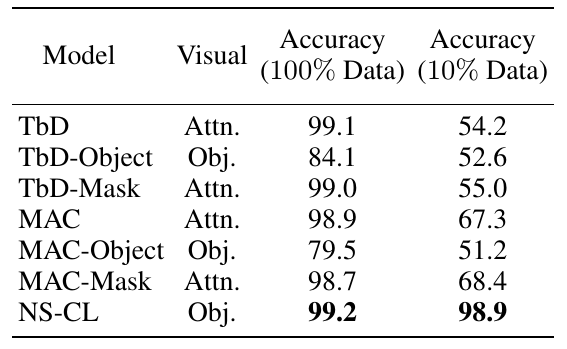 Model Visual Accuracy (100% Data) Accuracy (10% Data)
TbD Attn. 99.1 54.2
TbD-Object Obj. 84.1 52.6
TbD-Mask Attn. 99.0 55.0
MAC Attn. 98.9 67.3
MAC-Object Obj. 79.5 51.2
MAC-Mask Attn. 98.7 68.4
NS-CL Obj. 99.2 98.9